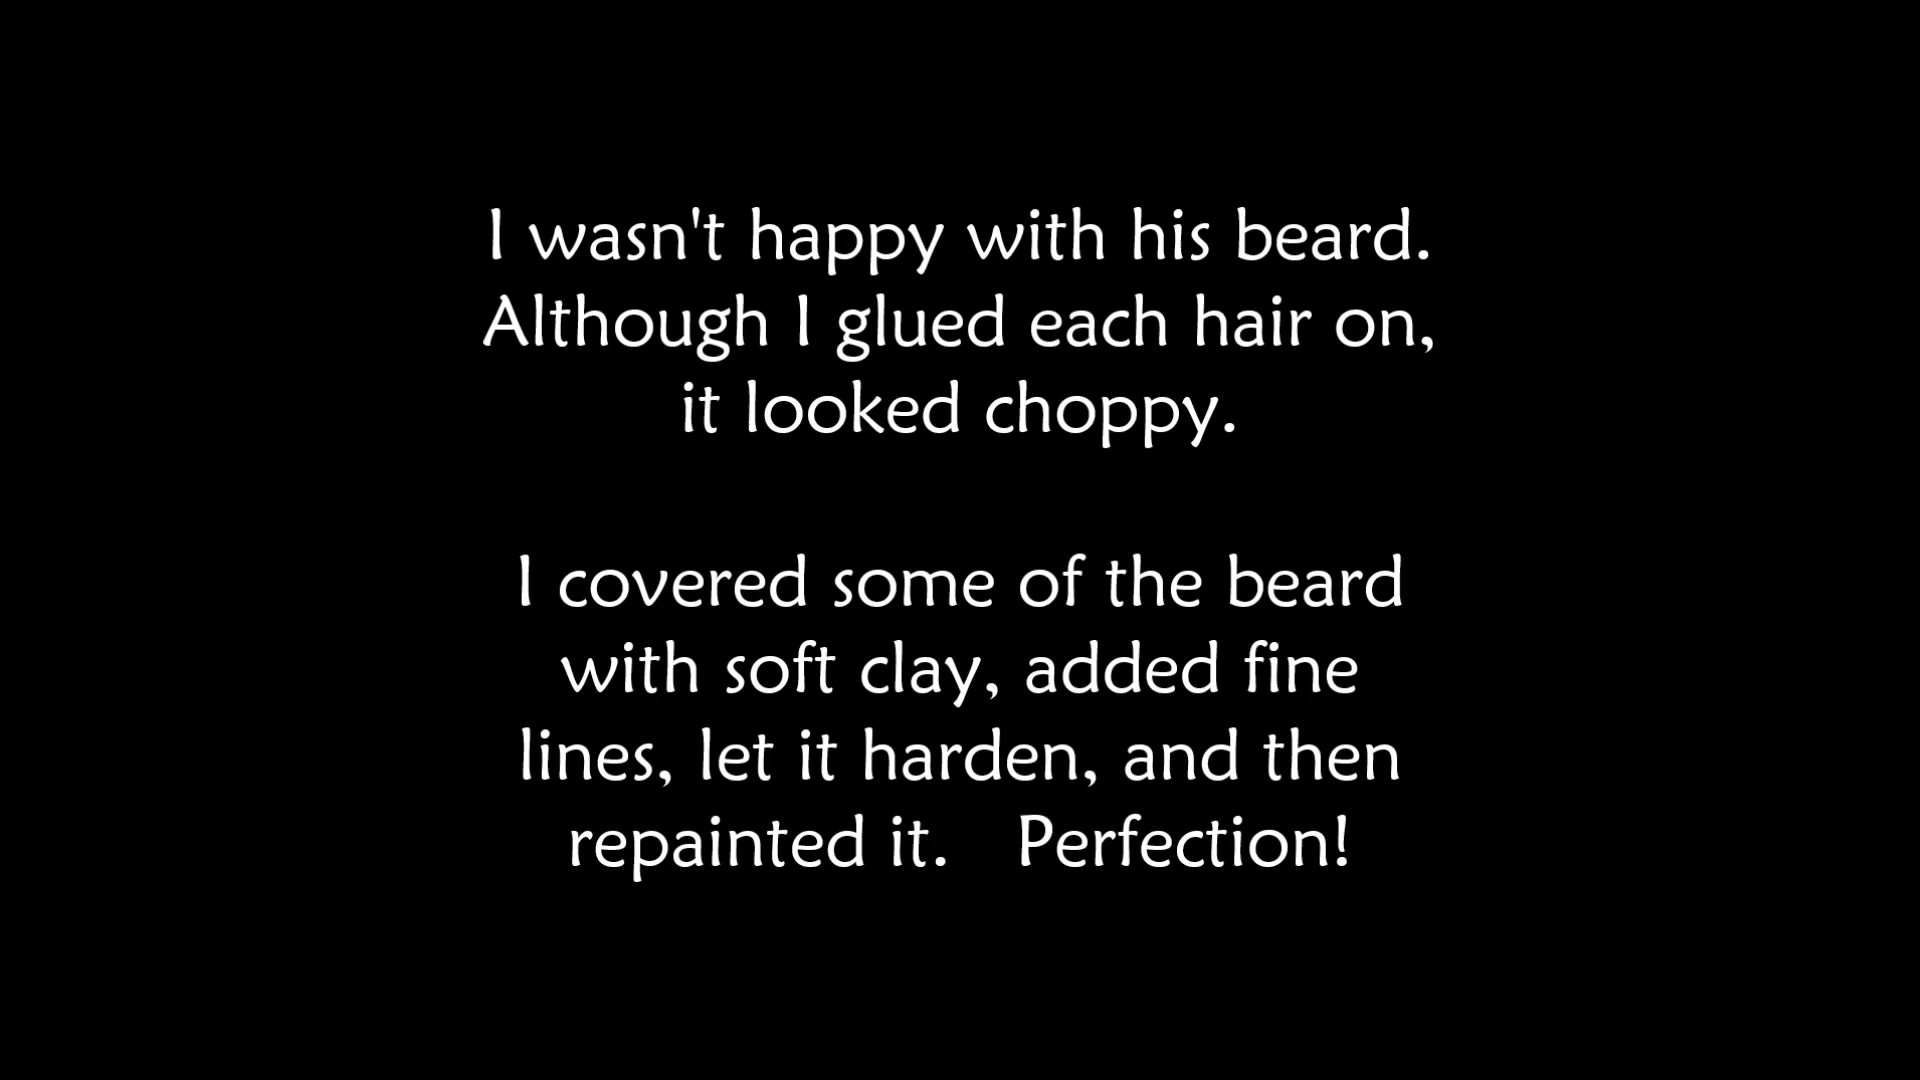 I wasn't happy with his beard.
Although I glued each hair on,
it looked choppy.
I covered some of the beard
with soft clay, added fine
lines, let it harden, and then
repainted it.   Perfection!